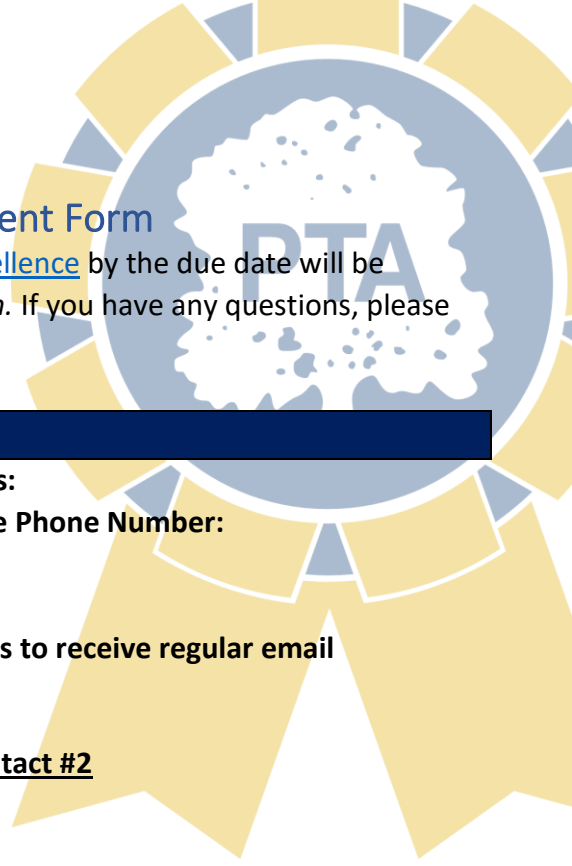 ent Form
PTA
ellence by the due date will be
n. If you have any questions, please
s:
e Phone Number:
s to receive regular email
tact #2